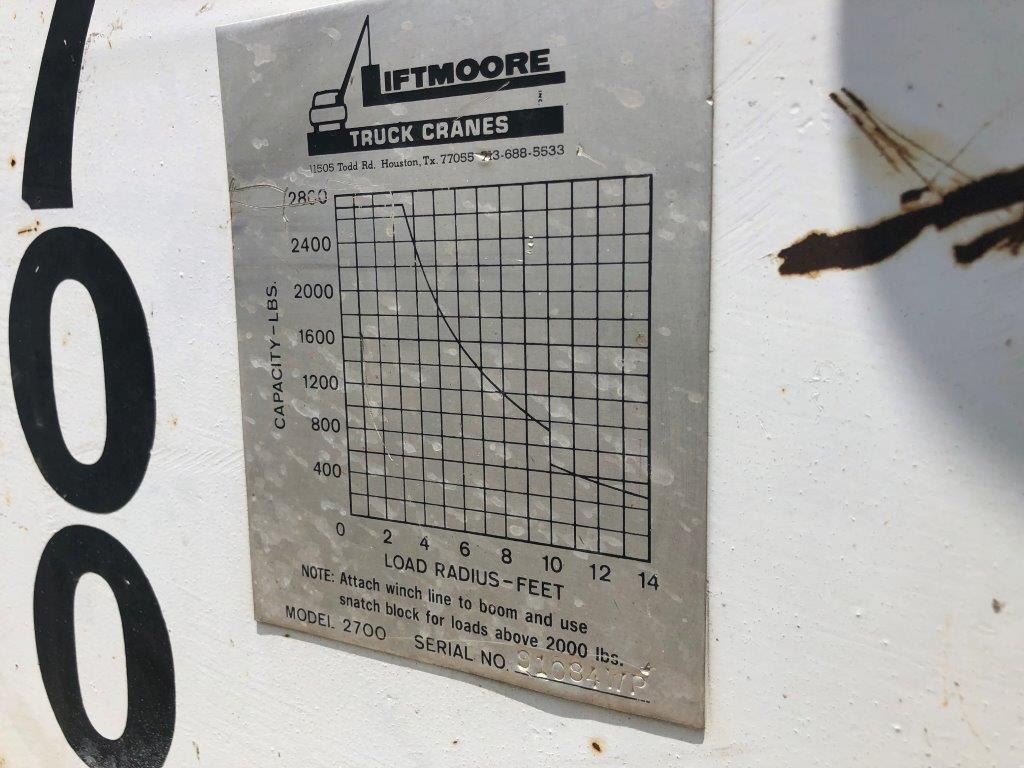 00
LIFTMOORE
INC
TRUCK CRANES
11505 Todd Rd. Houston, Tx. 77055 713-688-5533
2800
2400
2000
1600
1200
800
400
0
CAPACITY-LBS.
2 4 6 8 10 12 14
LOAD RADIUS-FEET
NOTE: Attach winch line to boom and use
snatch block for loads above 2000 lbs.
MODEL 2700 SERIAL NO.